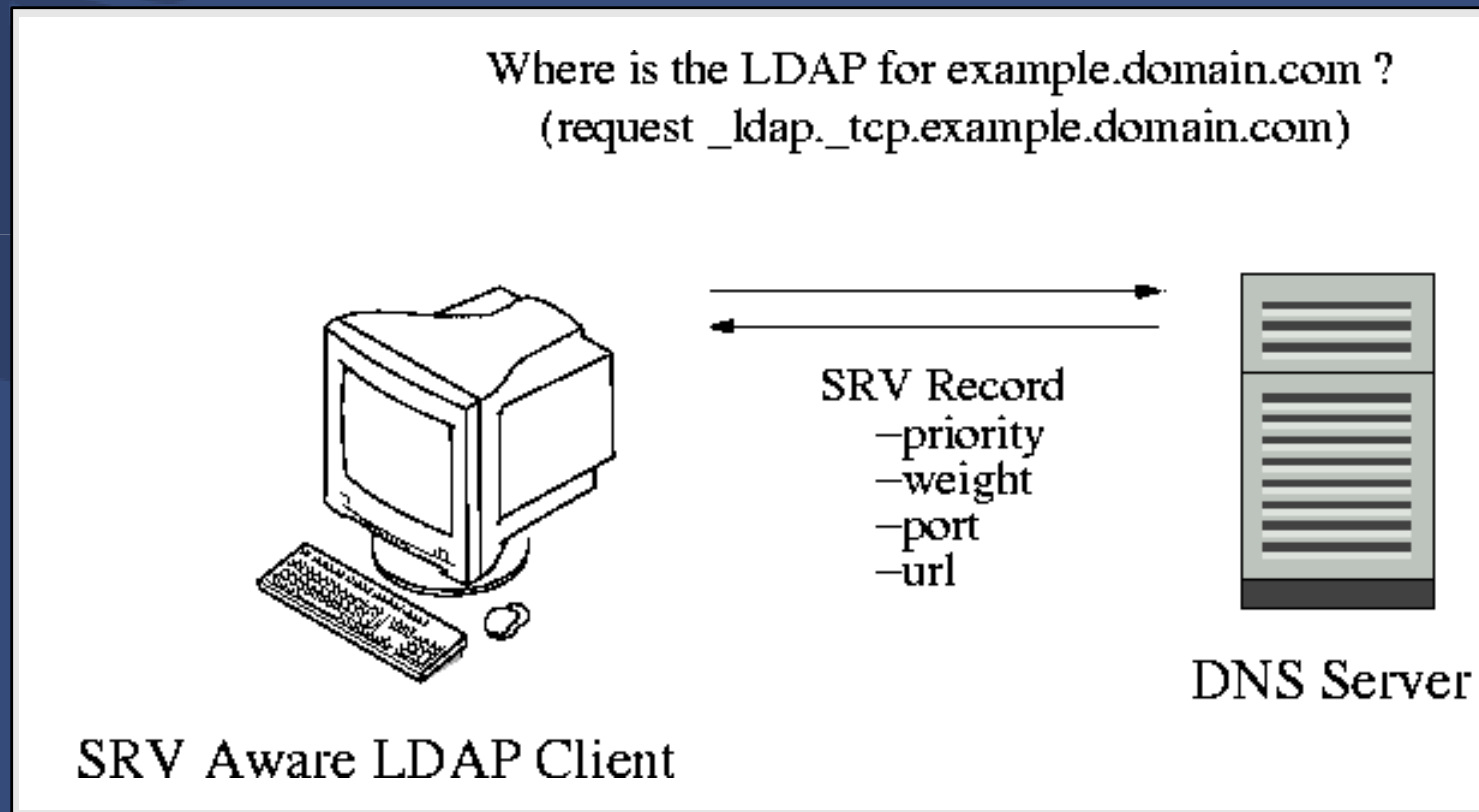 Where is the LDAP for example.domain.com ?
(request _ldap._tcp.example.domain.com)
SRV Record
–priority
–weight
–port
–url
DNS Server
SRV Aware LDAP Client